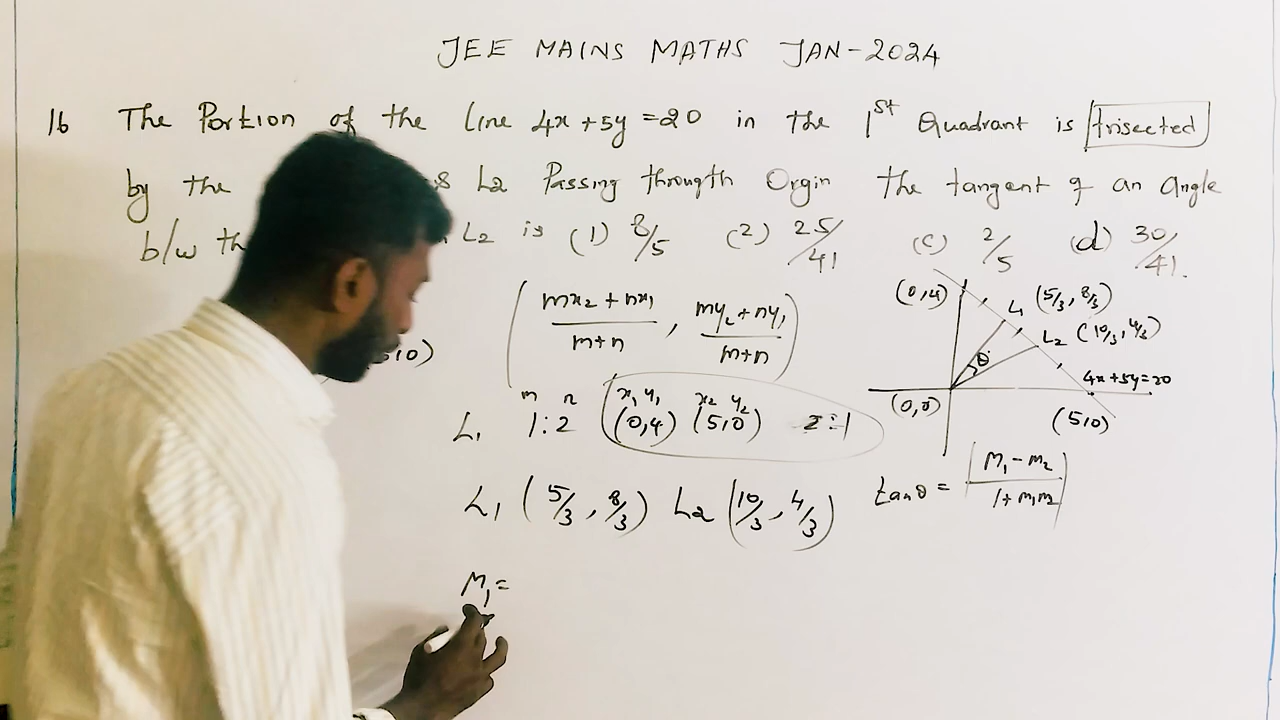 JEE MAINS MATHS JAN-2024
16 The Portion of the line 4x+5y=20 in the 1st Quadrant is trisected
by the L2 Passing throughth Orgin the tangent of an angle
b/w L2 is (1) 8/5 (2) 25/41 (c) 2/5 (d) 30/41.
(mx2+nx1/m+n, my2+ny1/m+n)
(0,4) L1 (5/3, 8/3)
L2 (10/3, 4/3)
θ
4x+5y=20
(0,0) (5,0)
m n x1 y1 x2 y2
L1 1:2 (0,4) (5,0) 2:1
L1 (5/3, 8/3) L2 (10/3, 4/3)
tanθ = |M1-m2/1+m1m2|
M1=